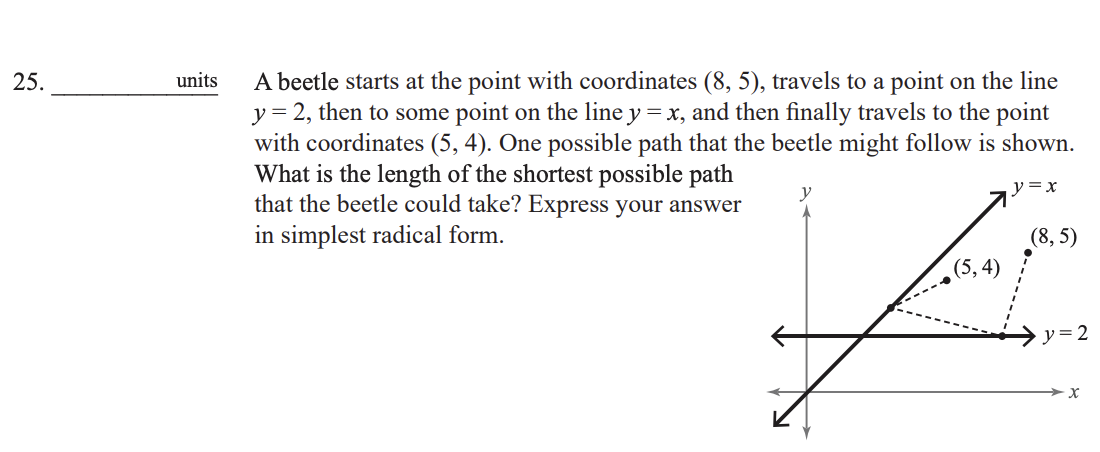 25. ____________ units A beetle starts at the point with coordinates (8, 5), travels to a point on the line
y = 2, then to some point on the line y = x, and then finally travels to the point
with coordinates (5, 4). One possible path that the beetle might follow is shown.
What is the length of the shortest possible path
that the beetle could take? Express your answer
in simplest radical form.
y
y = x
(8, 5)
(5, 4)
y = 2
x